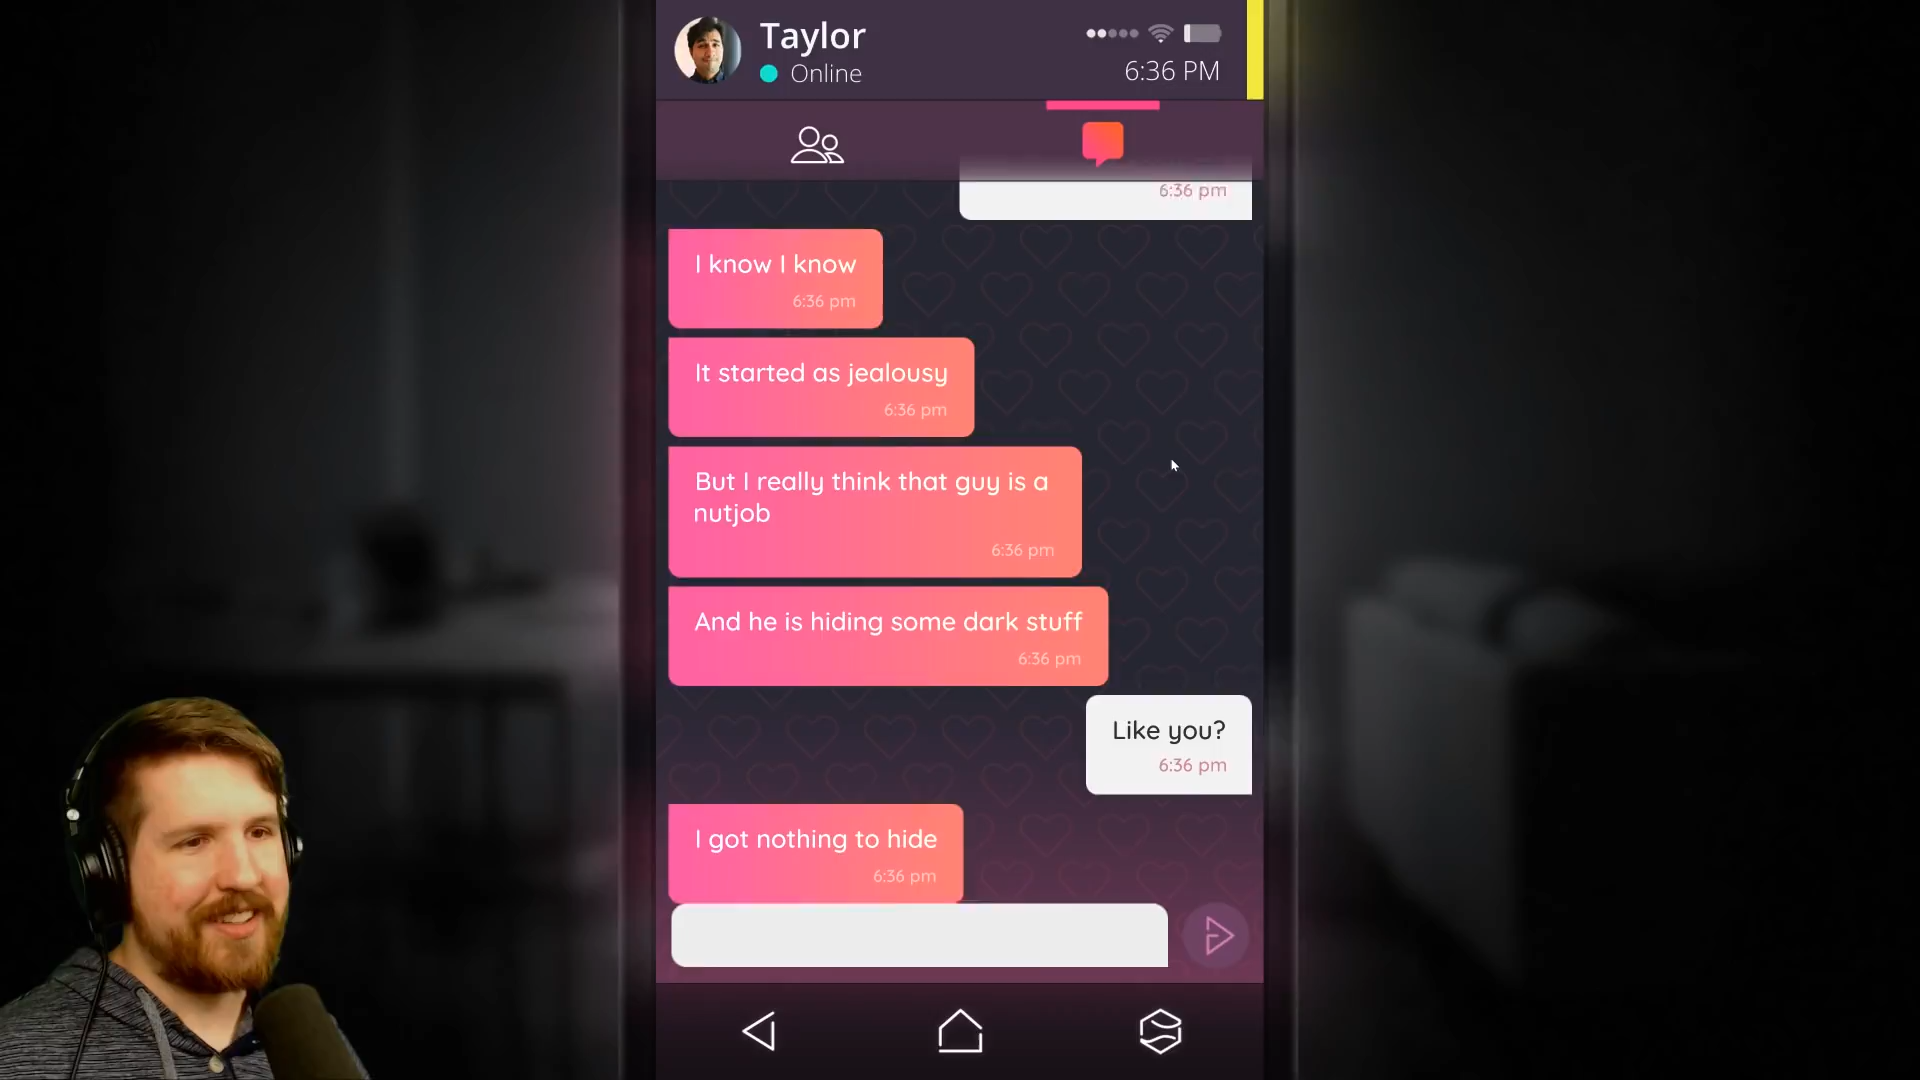 Taylor
Online
6:36 PM
6:36 pm
I know I know
6:36 pm
It started as jealousy
6:36 pm
But I really think that guy is a
nutjob
6:36 pm
And he is hiding some dark stuff
6:36 pm
Like you?
6:36 pm
I got nothing to hide
6:36 pm